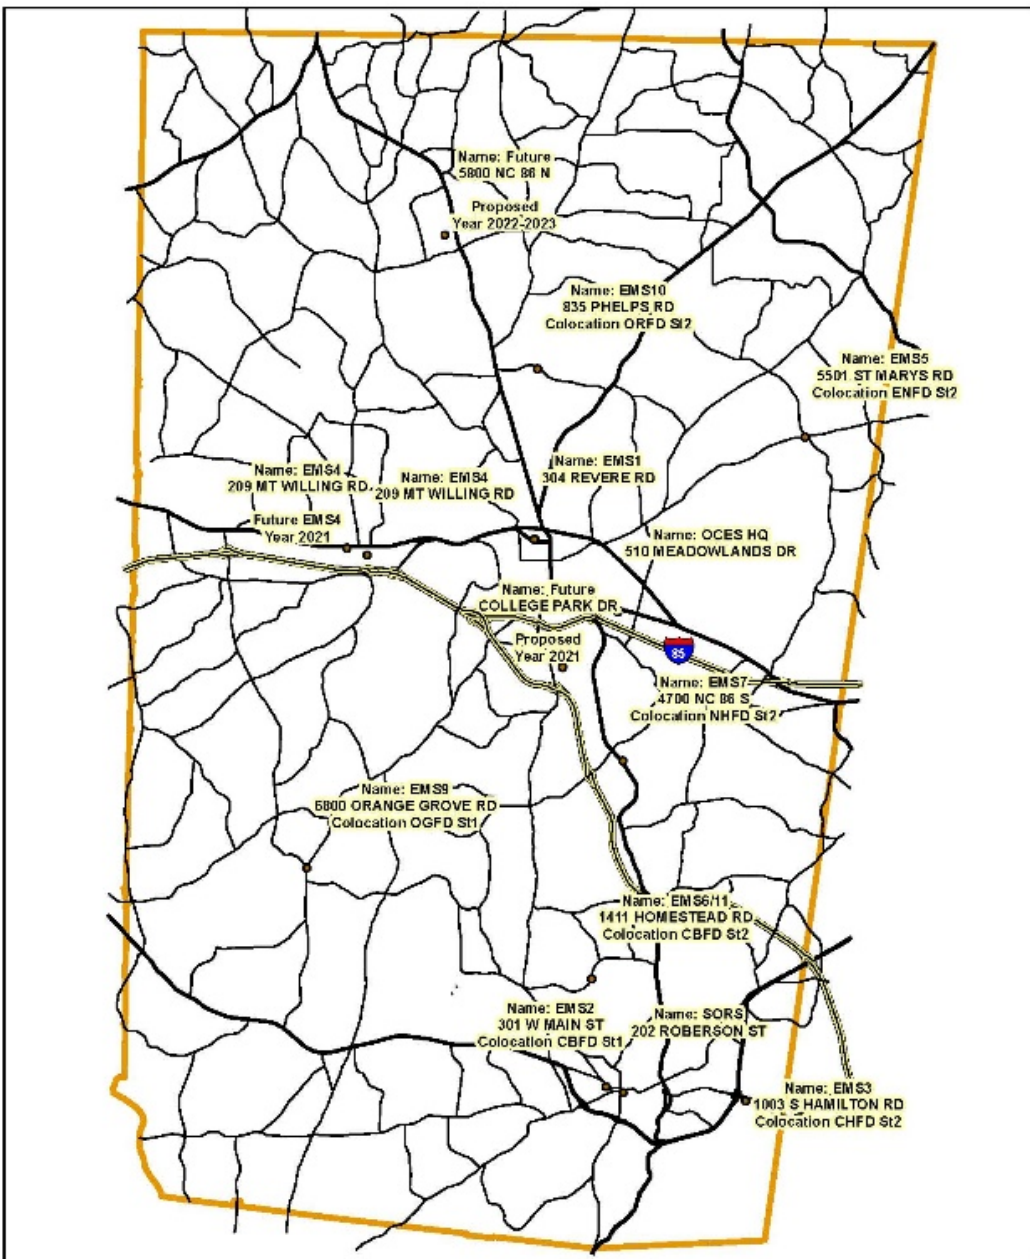 Name: Future
5800 NC 86 N
Proposed
Year 2022-2023
Name: EMS10
835 PHELPS RD
Colocation ORFD St2
Name: EMS5
5501 ST MARYS RD
Colocation ENFD St2
Name: EMS4
209 MT WILLING RD
Future EMS4
Year 2021
Name: EMS4
209 MT WILLING RD
Name: EMS1
304 REVERE RD
Name: OCES HQ
510 MEADOWLANDS DR
Name: Future
COLLEGE PARK DR
Proposed
Year 2021
85
Name: EMS7
4700 NC 86 S
Colocation NHFD St2
Name: EMS9
6800 ORANGE GROVE RD
Colocation OGFD St1
Name: EMS6/11
1411 HOMESTEAD RD
Colocation CBFD St2
Name: EMS2
301 W MAIN ST
Colocation CBFD St1
Name: SORS
202 ROBERSON ST
Name: EMS3
1003 S HAMILTON RD
Colocation CHFD St2